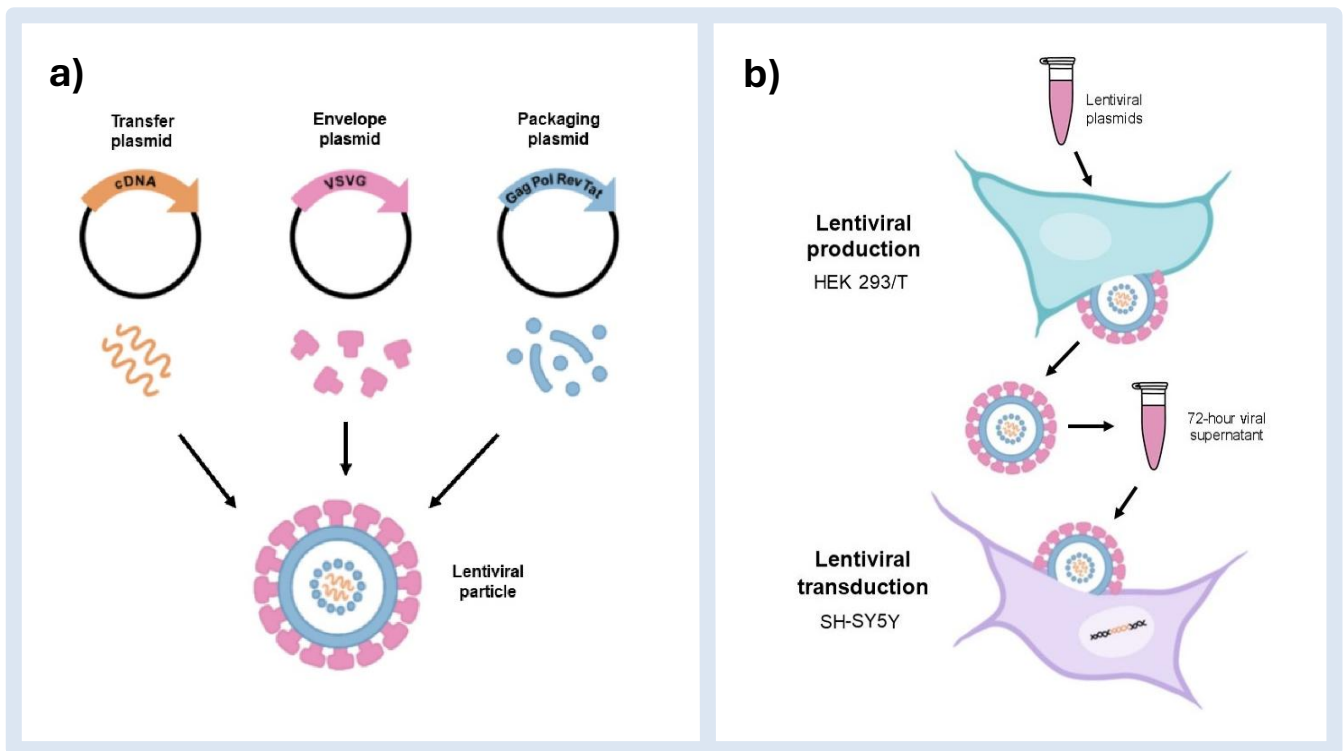 a)
Transfer
plasmid
cDNA
Envelope
plasmid
VSVG
Packaging
plasmid
Gag Pol Rev Tat
Lentiviral
particle
b)
Lentiviral
plasmids
Lentiviral
production
HEK 293/T
72-hour viral
supernatant
Lentiviral
transduction
SH-SY5Y